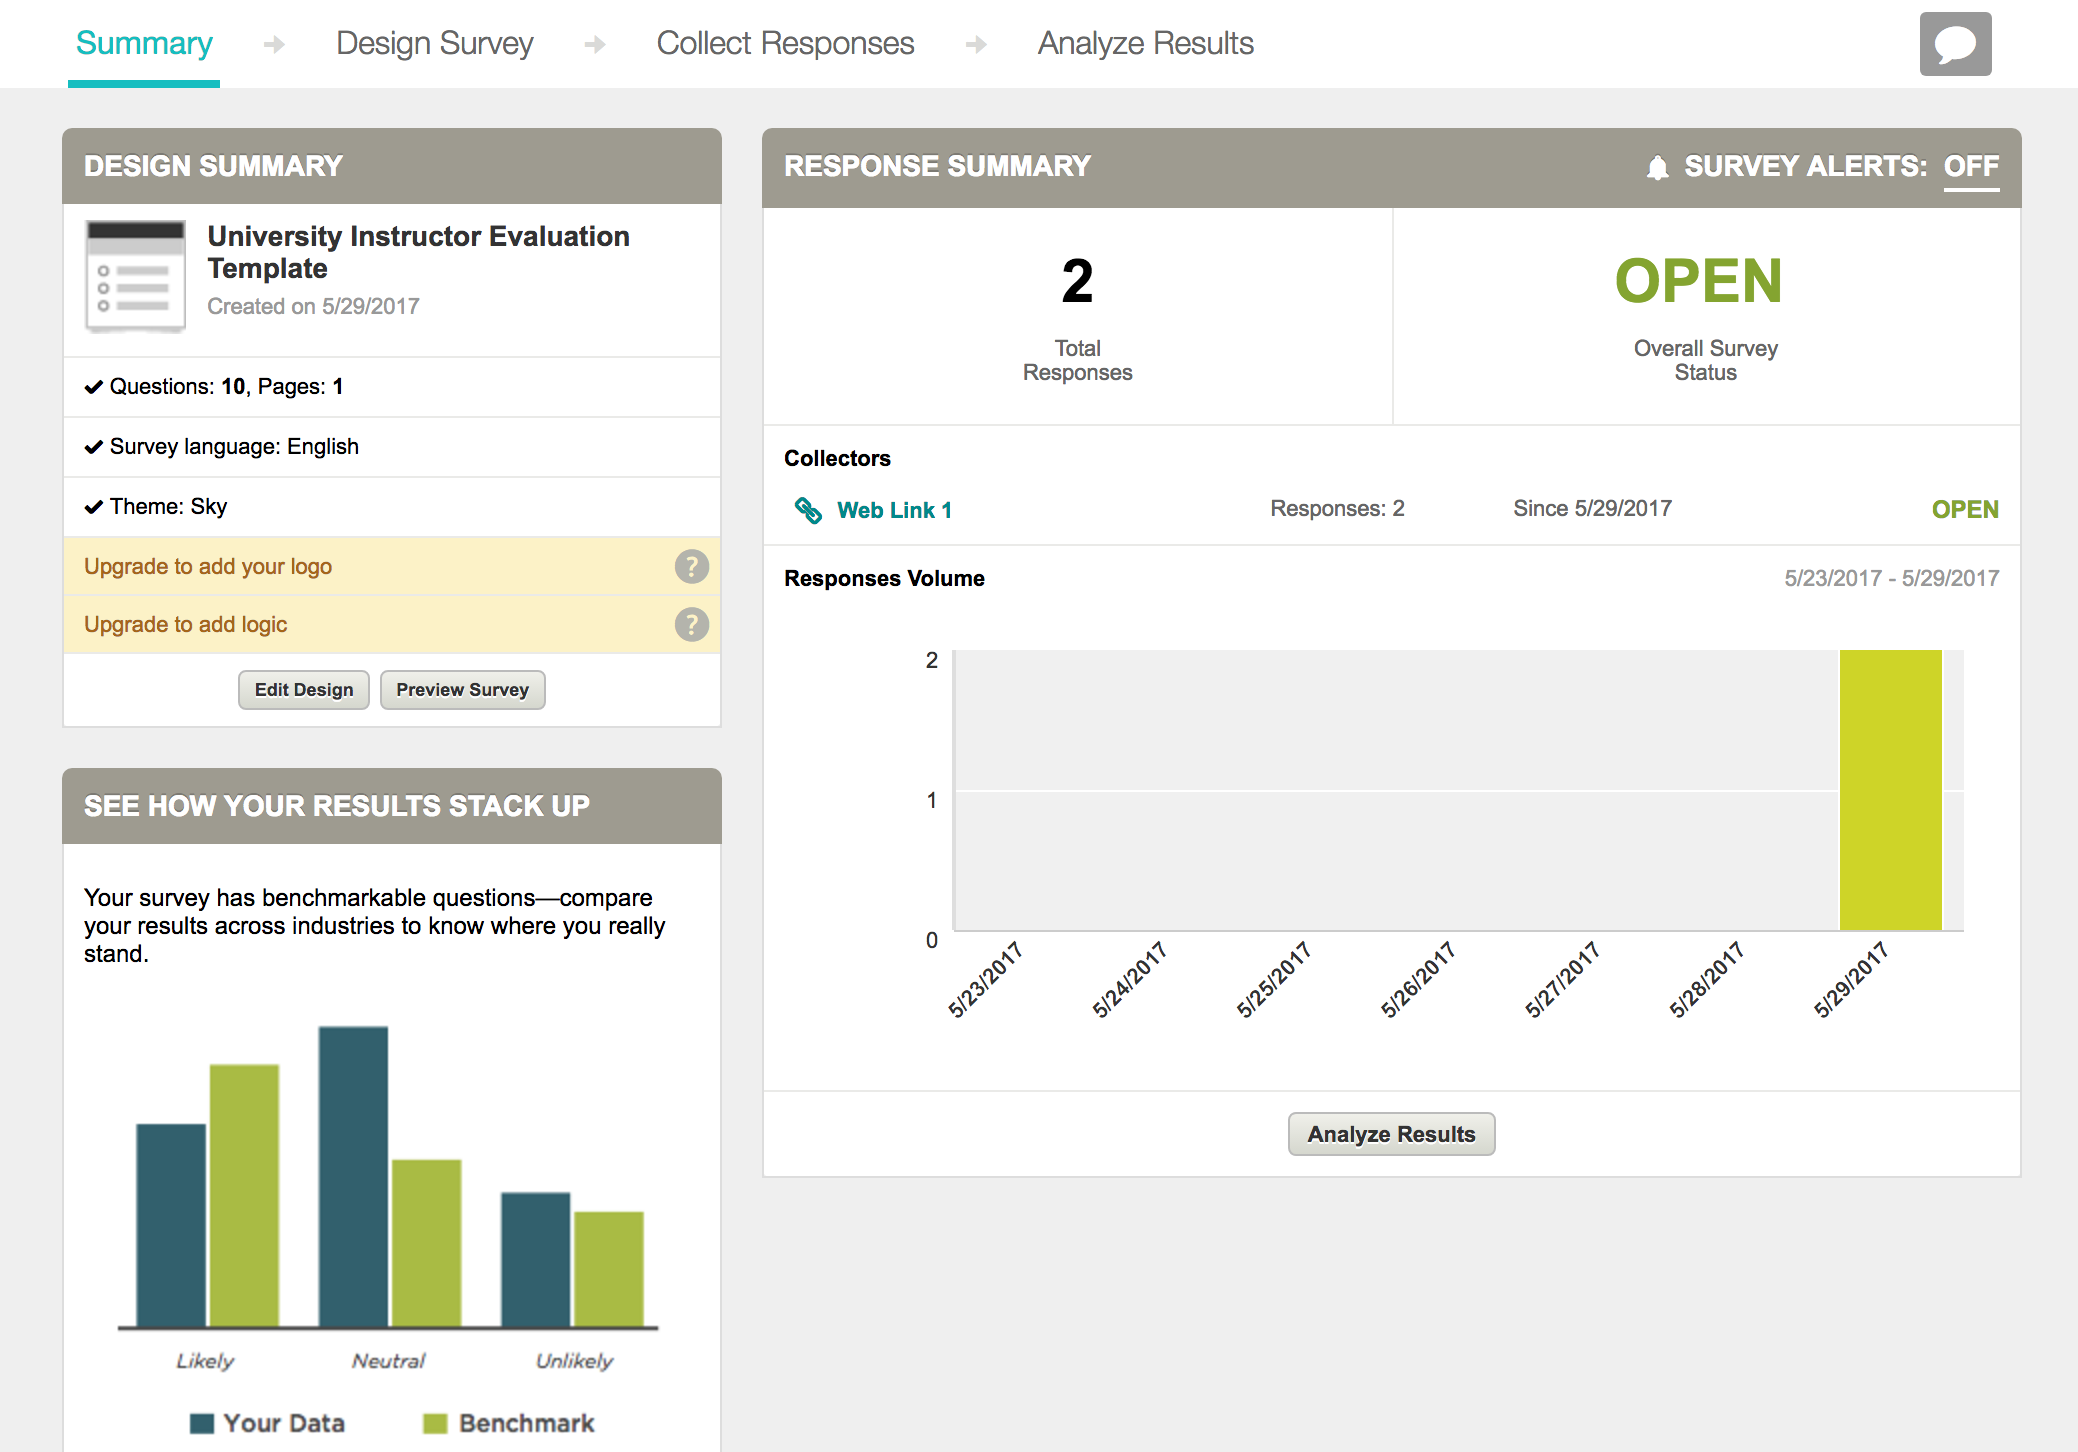 Summary
Design Survey
Collect Responses
Analyze Results
DESIGN SUMMARY
University Instructor Evaluation
Template
Created on 5/29/2017
Questions: 10, Pages: 1
Survey language: English
Theme: Sky
Upgrade to add your logo
?
Upgrade to add logic
?
Edit Design
Preview Survey
SEE HOW YOUR RESULTS STACK UP
Your survey has benchmarkable questions—compare
your results across industries to know where you really
stand.
Likely
Neutral
Unlikely
Your Data
Benchmark
RESPONSE SUMMARY
SURVEY ALERTS: OFF
2
Total
Responses
OPEN
Overall Survey
Status
Collectors
Web Link 1
Responses: 2
Since 5/29/2017
OPEN
Responses Volume
5/23/2017 - 5/29/2017
2
1
0
5/23/2017
5/24/2017
5/25/2017
5/26/2017
5/27/2017
5/28/2017
5/29/2017
Analyze Results